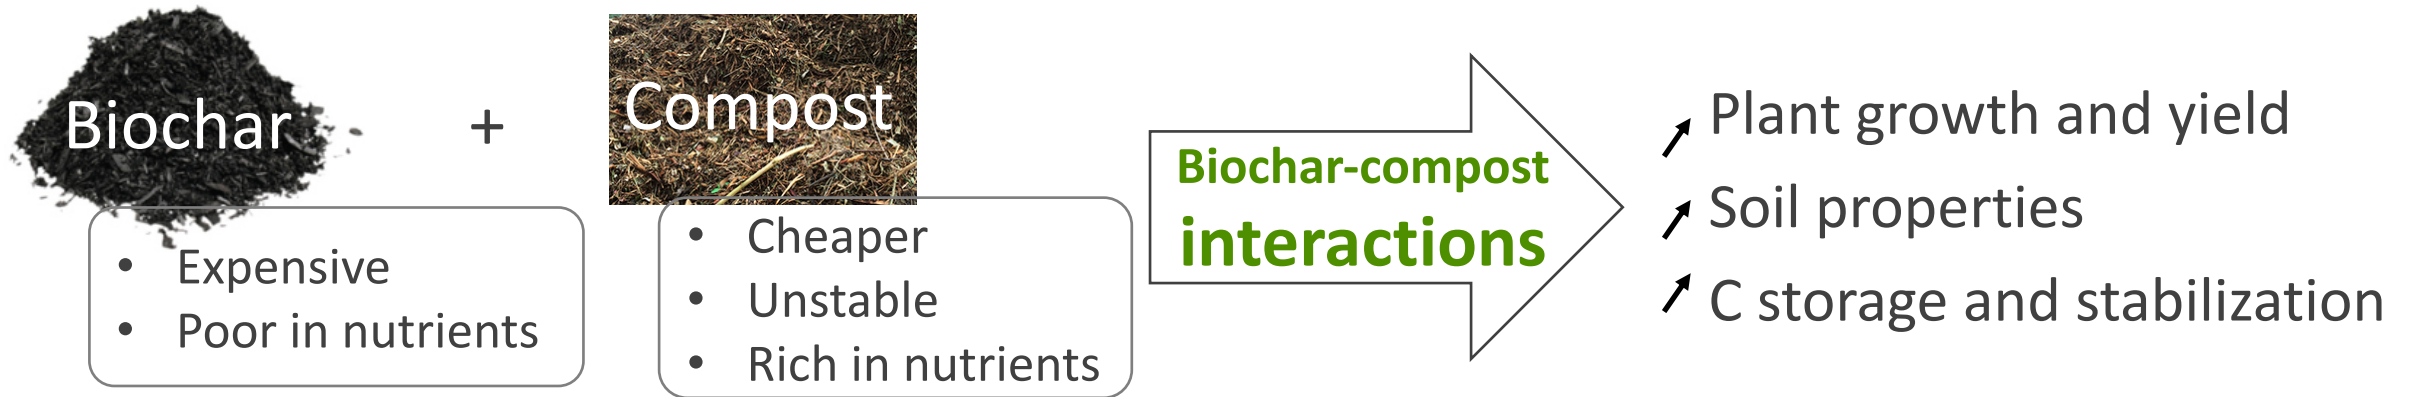 Biochar
+
Compost
• Expensive
• Poor in nutrients
• Cheaper
• Unstable
• Rich in nutrients
Biochar-compost
interactions
Plant growth and yield
Soil properties
C storage and stabilization